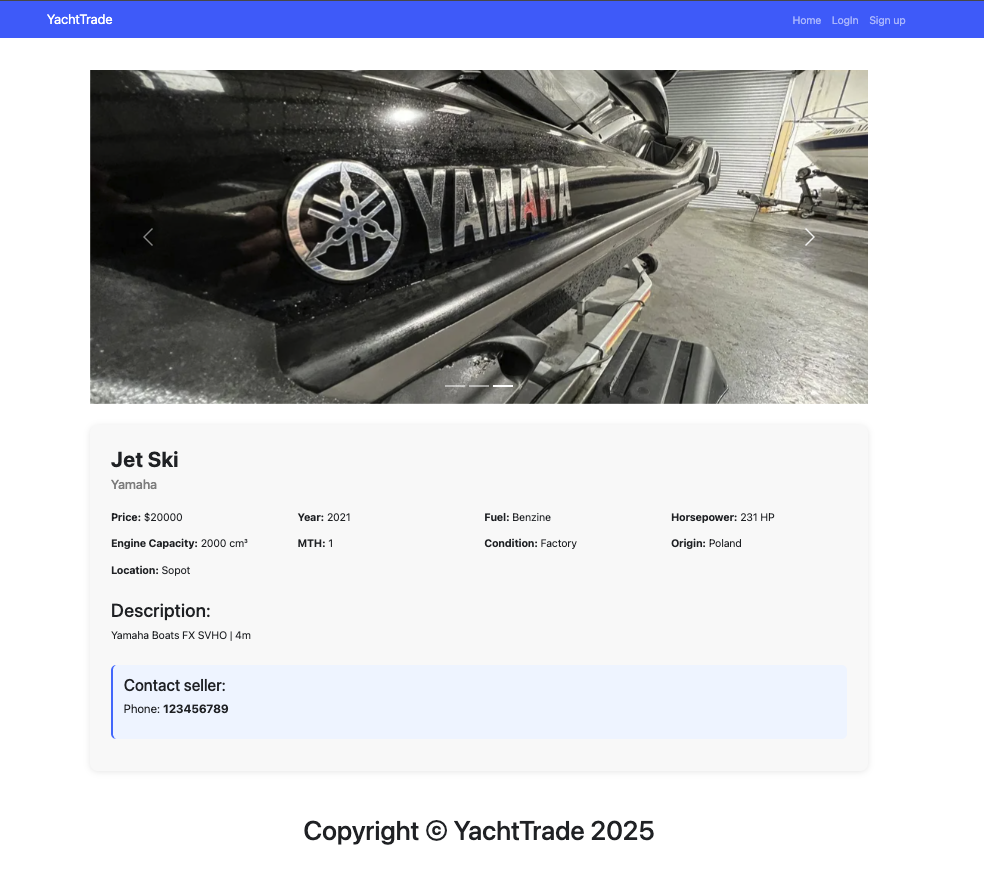 YachtTrade
Home Login Sign up
YAMAHA
Jet Ski
Yamaha
Price: $20000 Year: 2021 Fuel: Benzine Horsepower: 231 HP
Engine Capacity: 2000 cm³ MTH: 1 Condition: Factory Origin: Poland
Location: Sopot
Description:
Yamaha Boats FX SVHO | 4m
Contact seller:
Phone: 123456789
Copyright © YachtTrade 2025